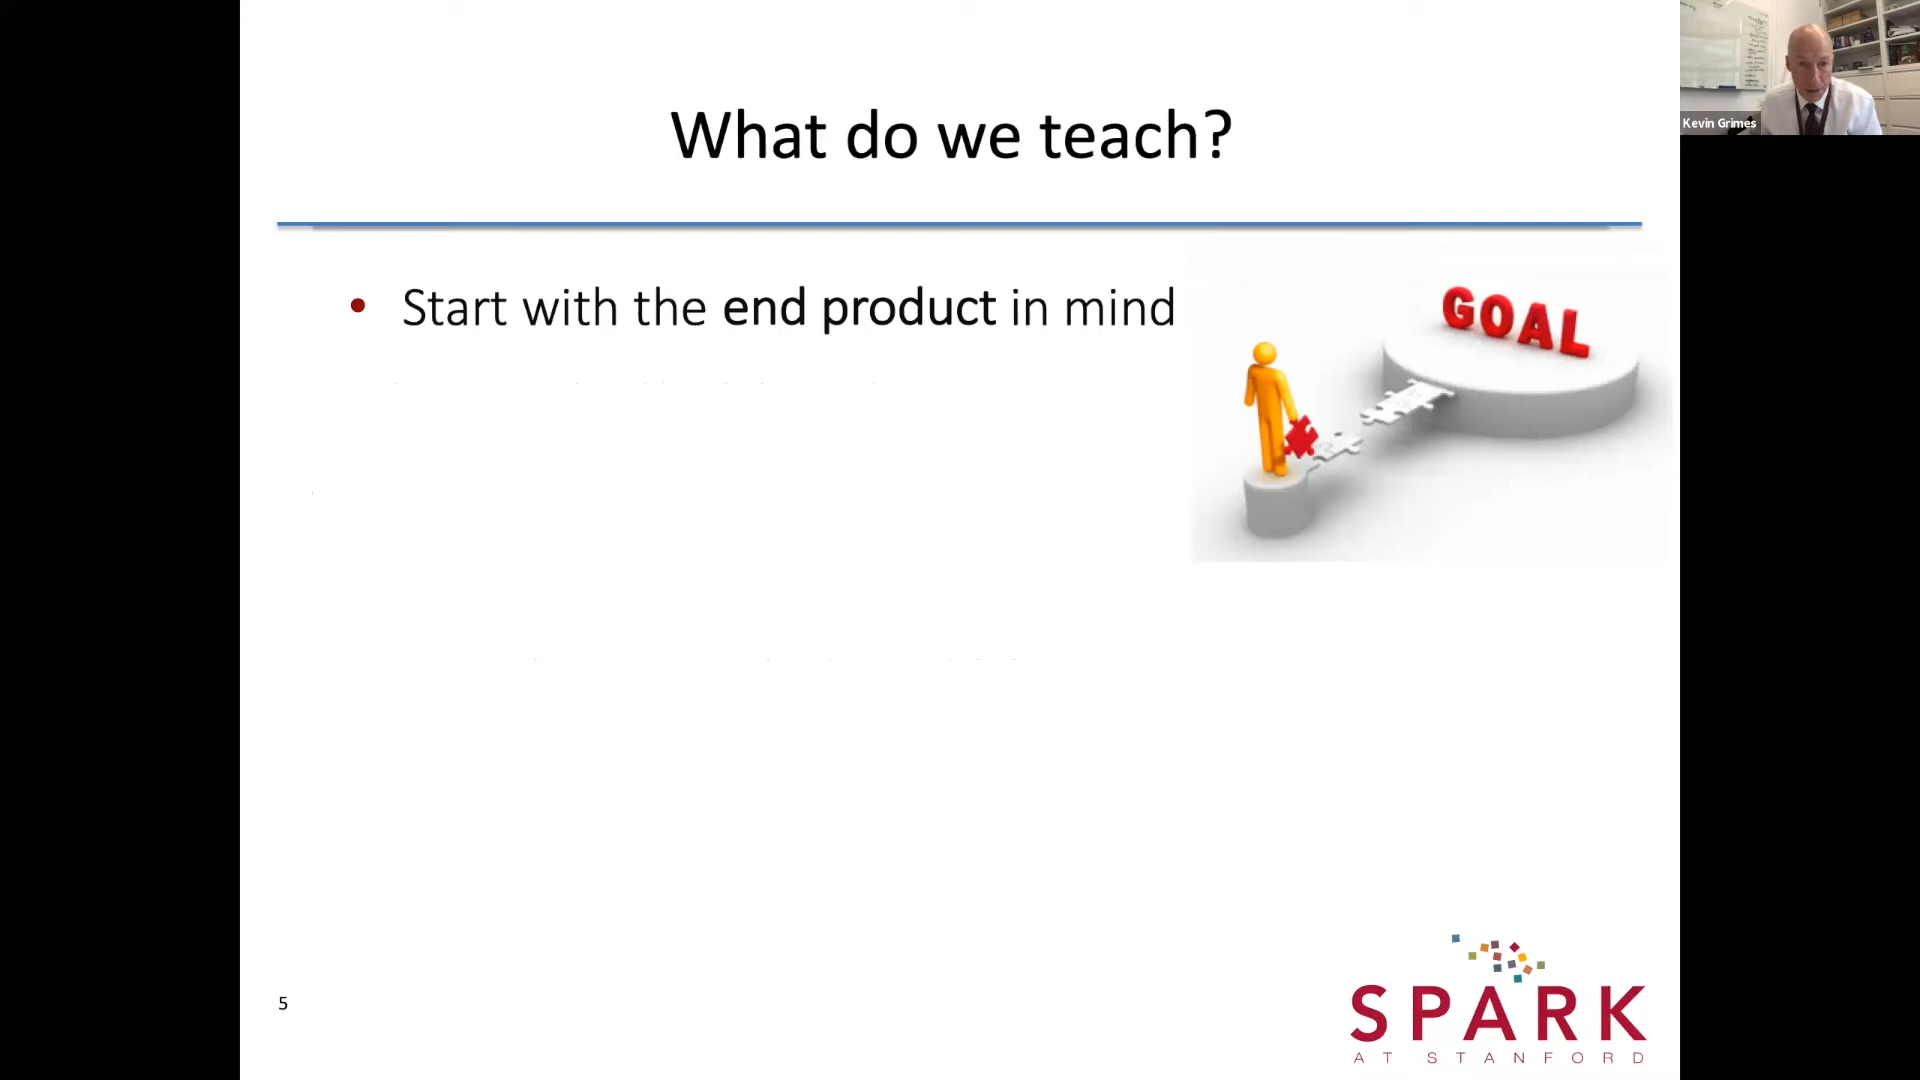 What do we teach?
• Start with the end product in mind
GOAL
Kevin Grimes
5
SPARK
AT STANFORD